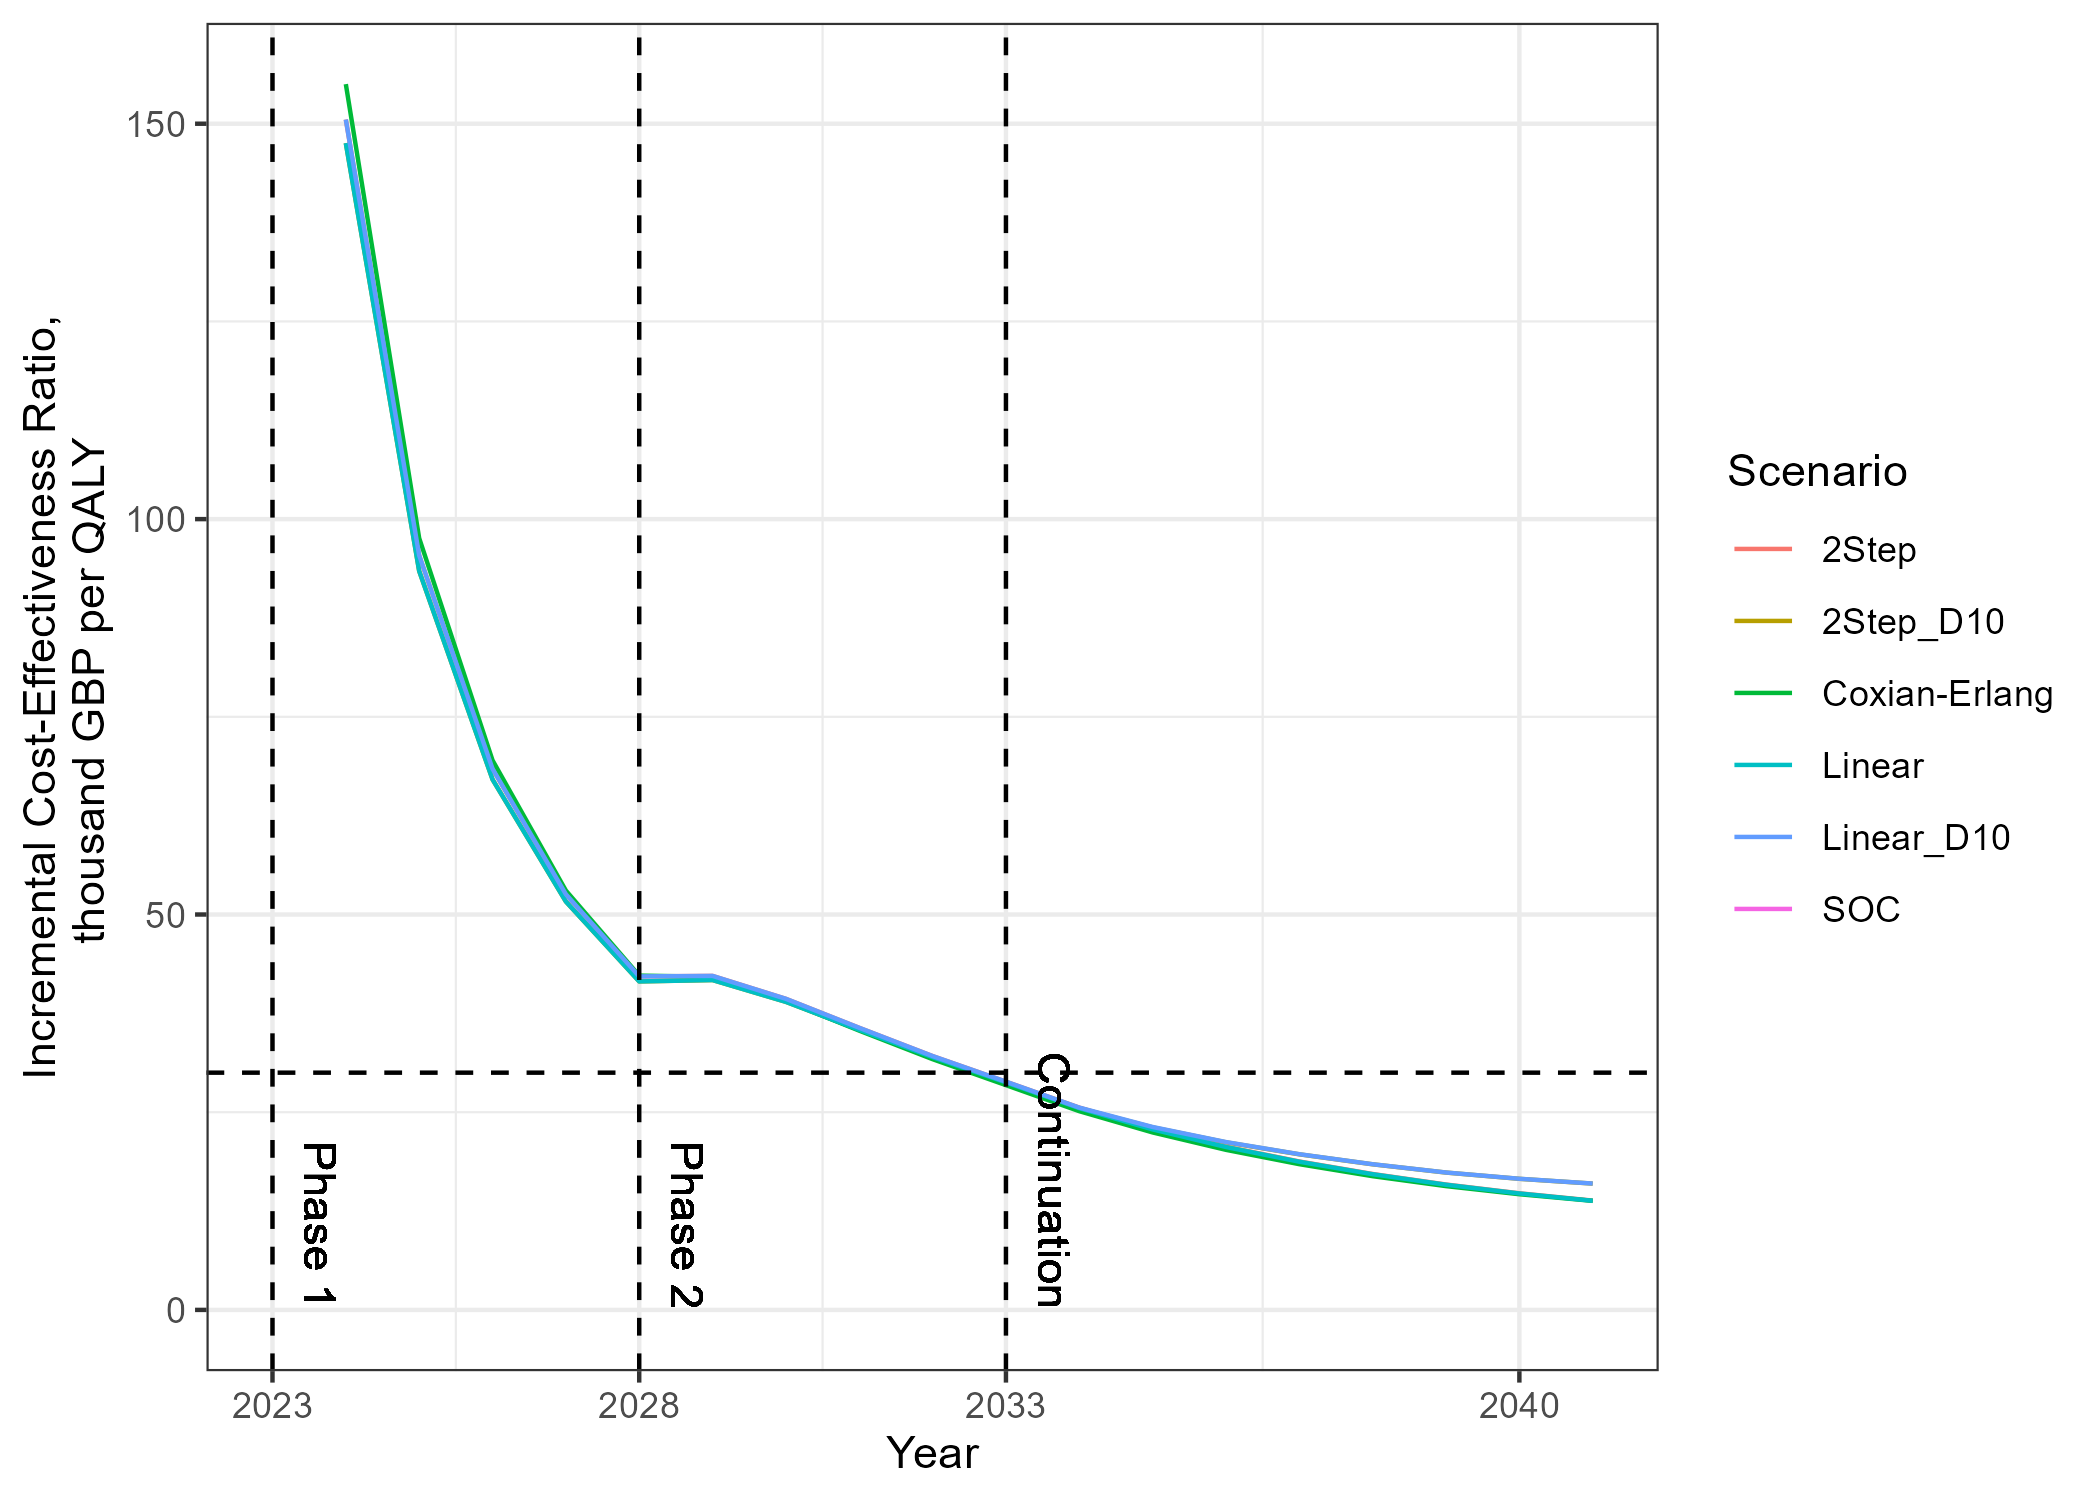 Incremental Cost-Effectiveness Ratio,
thousand GBP per QALY
150
100
50
0
Phase 1
Phase 2
Continuation
2023
2028
2033
2040
Year
Scenario
2Step
2Step_D10
Coxian-Erlang
Linear
Linear_D10
SOC